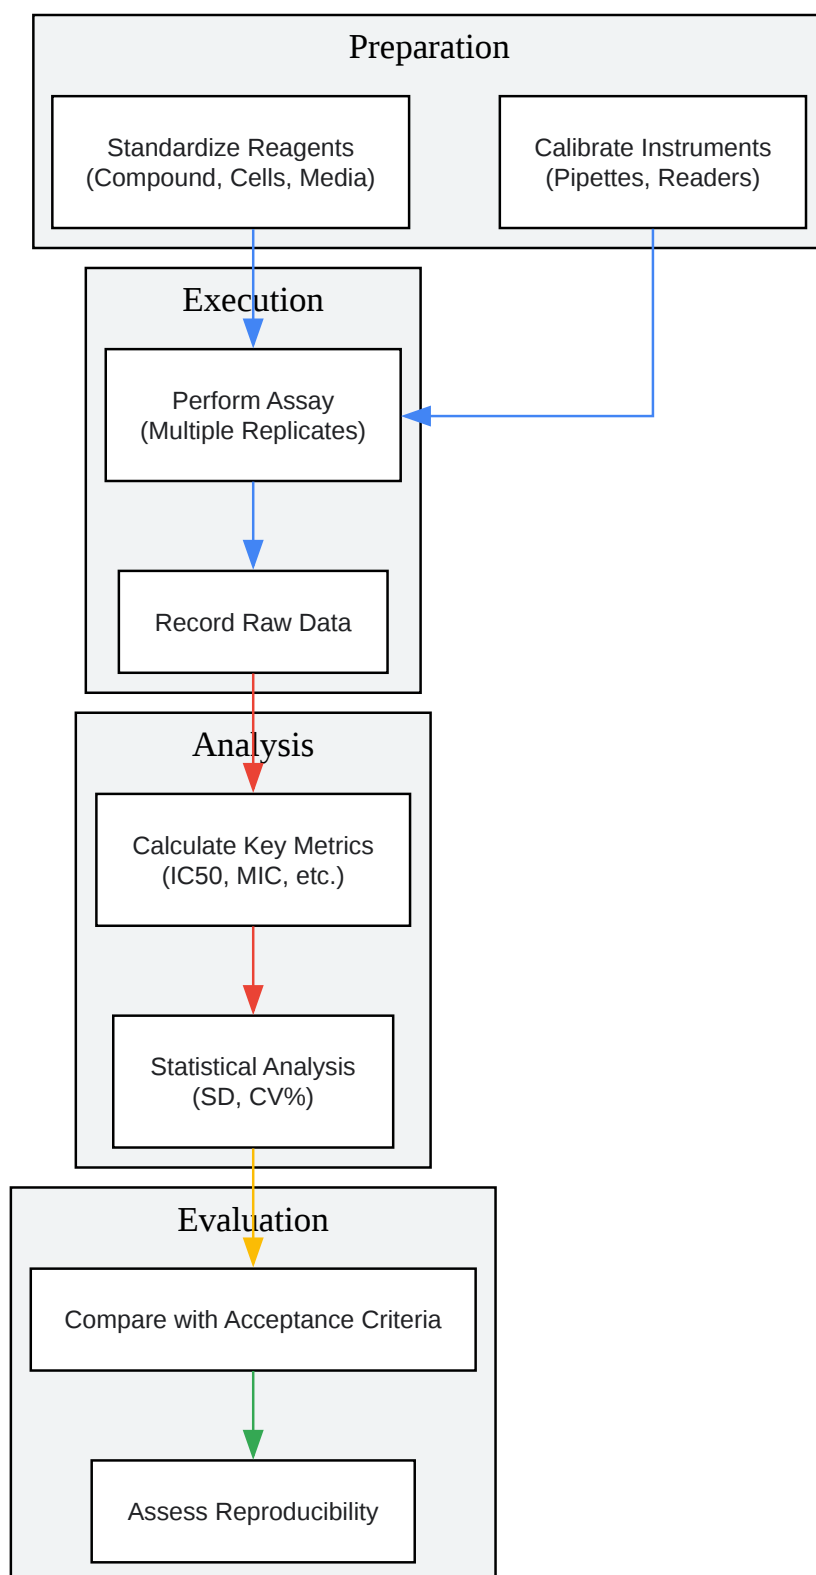 Preparation
Standardize Reagents
(Compound, Cells, Media)
Calibrate Instruments
(Pipettes, Readers)
Execution
Perform Assay
(Multiple Replicates)
Record Raw Data
Analysis
Calculate Key Metrics
(IC50, MIC, etc.)
Statistical Analysis
(SD, CV%)
Evaluation
Compare with Acceptance Criteria
Assess Reproducibility